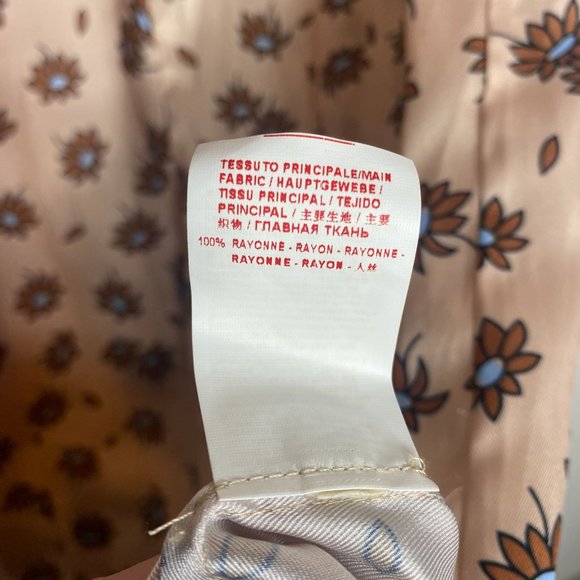 TESSUTO PRINCIPALE/MAIN
FABRIC / HAUPTGEWEBE /
TISSU PRINCIPAL / TEJIDO
PRINCIPAL / 主要生地 / 主要
织物 / ГЛАВНАЯ ТКАНЬ
100% RAYONNE - RAYON - RAYONNE -
RAYONNE - RAYON - 人丝